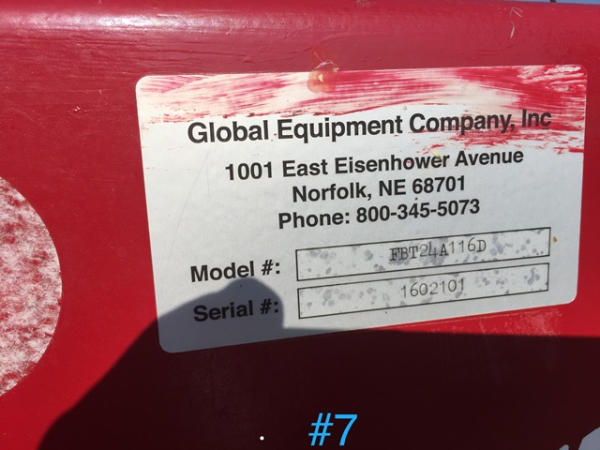 Global Equipment Company, Inc
1001 East Eisenhower Avenue
Norfolk, NE 68701
Phone: 800-345-5073
Model #: FBT24A116D
Serial #: 1602101
#7